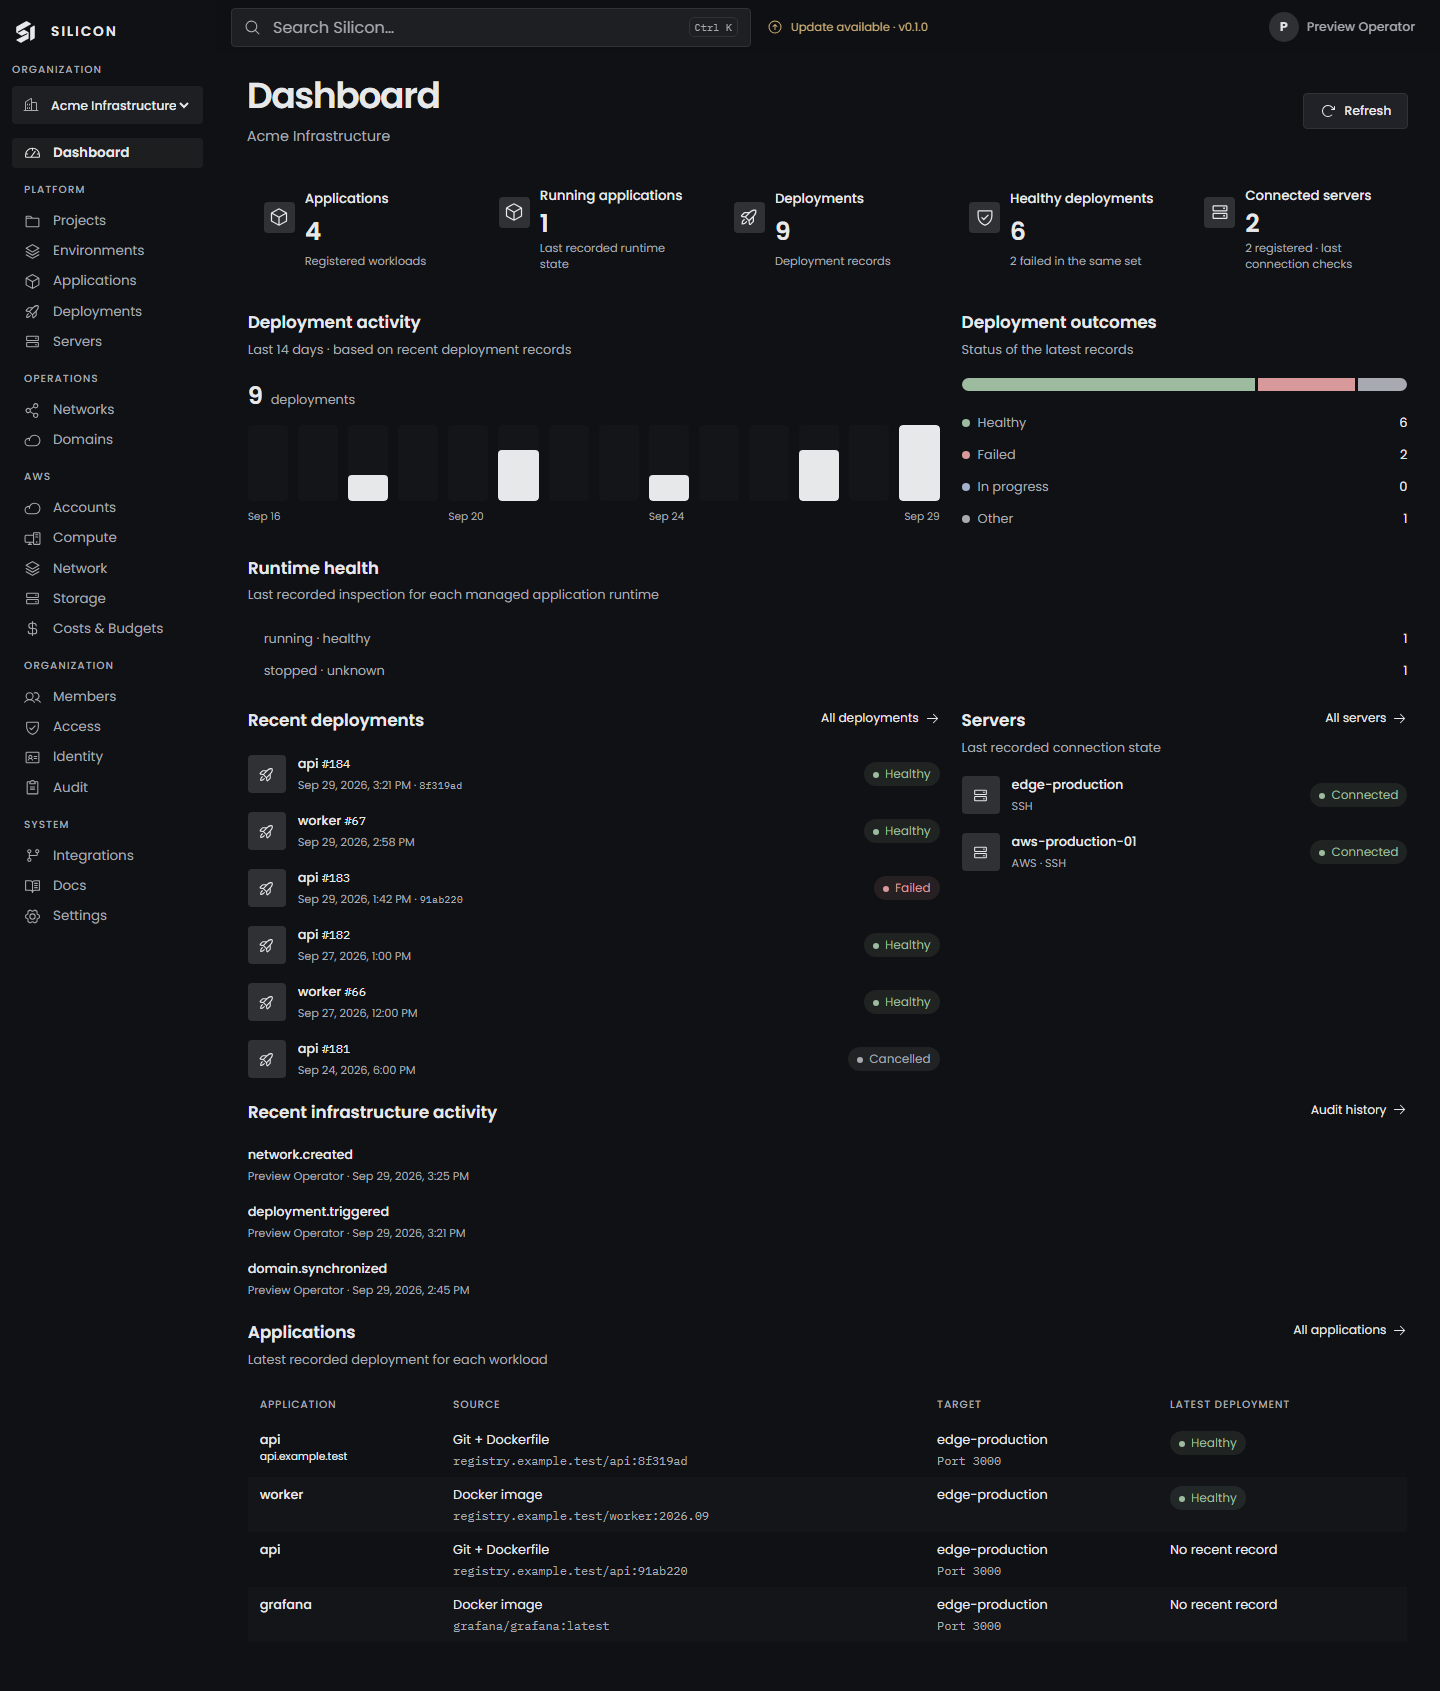 SILICON
Search Silicon...
Ctrl K
Update available · v0.1.0
P
Preview Operator
ORGANIZATION
Acme Infrastructure
Dashboard
PLATFORM
Projects
Environments
Applications
Deployments
Servers
OPERATIONS
Networks
Domains
AWS
Accounts
Compute
Network
Storage
Costs & Budgets
ORGANIZATION
Members
Access
Identity
Audit
SYSTEM
Integrations
Docs
Settings
Dashboard
Acme Infrastructure
Refresh
Applications
4
Registered workloads
Running applications
1
Last recorded runtime
state
Deployments
9
Deployment records
Healthy deployments
6
2 failed in the same set
Connected servers
2
2 registered · last
connection checks
Deployment activity
Last 14 days · based on recent deployment records
9 deployments
Sep 16
Sep 20
Sep 24
Sep 29
Deployment outcomes
Status of the latest records
Healthy 6
Failed 2
In progress 0
Other 1
Runtime health
Last recorded inspection for each managed application runtime
running · healthy 1
stopped · unknown 1
Recent deployments
All deployments →
api #184
Sep 29, 2026, 3:21 PM · 8f319ad
Healthy
worker #67
Sep 29, 2026, 2:58 PM
Healthy
api #183
Sep 29, 2026, 1:42 PM · 91ab220
Failed
api #182
Sep 27, 2026, 1:00 PM
Healthy
worker #66
Sep 27, 2026, 12:00 PM
Healthy
api #181
Sep 24, 2026, 6:00 PM
Cancelled
Servers
All servers →
Last recorded connection state
edge-production
SSH
Connected
aws-production-01
AWS · SSH
Connected
Recent infrastructure activity
Audit history →
network.created
Preview Operator · Sep 29, 2026, 3:25 PM
deployment.triggered
Preview Operator · Sep 29, 2026, 3:21 PM
domain.synchronized
Preview Operator · Sep 29, 2026, 2:45 PM
Applications
All applications →
Latest recorded deployment for each workload
APPLICATION SOURCE TARGET LATEST DEPLOYMENT
api Git + Dockerfile edge-production Healthy
api.example.test registry.example.test/api:8f319ad Port 3000
worker Docker image edge-production Healthy
registry.example.test/worker:2026.09
api Git + Dockerfile edge-production No recent record
registry.example.test/api:91ab220 Port 3000
grafana Docker image edge-production No recent record
grafana/grafana:latest Port 3000